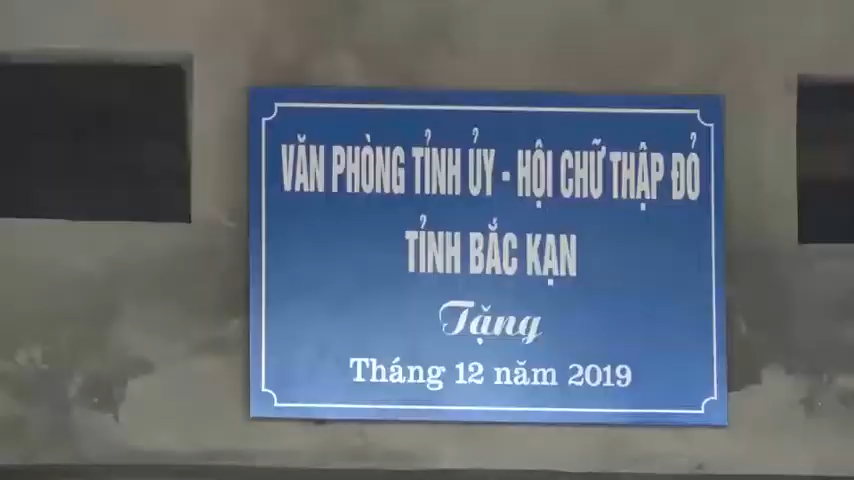 VĂN PHÒNG TỈNH ỦY - HỘI CHỮ THẬP ĐỎ
TỈNH BẮC KẠN
Tặng
Tháng 12 năm 2019